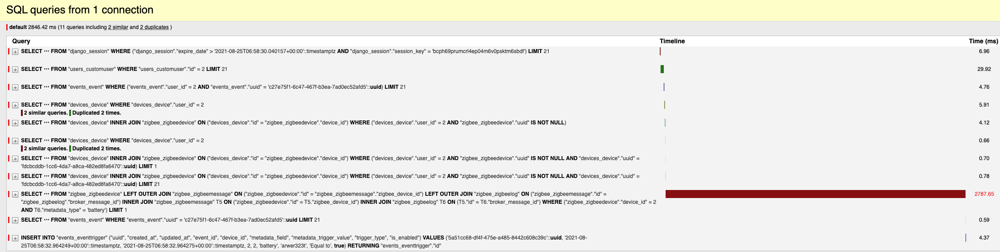 SQL queries from 1 connection
default 2846.42 ms (11 queries including 2 similar and 2 duplicates )
Query Timeline Time (ms)
+ SELECT ••• FROM "django_session" WHERE ("django_session"."expire_date" > '2021-08-25T06:58:30.040157+00:00'::timestamptz AND "django_session"."session_key" = 'bcph69prumcrl4ep04m6v0psktm6sbdf') LIMIT 21 6.96
+ SELECT ••• FROM "users_customuser" WHERE "users_customuser"."id" = 2 LIMIT 21 29.92
+ SELECT ••• FROM "events_event" WHERE ("events_event"."user_id" = 2 AND "events_event"."uuid" = 'c27e75f1-6c47-467f-b3ea-7ad0ec52afd5'::uuid) LIMIT 21 4.76
+ SELECT ••• FROM "devices_device" WHERE "devices_device"."user_id" = 2 5.91
2 similar queries. Duplicated 2 times.
+ SELECT ••• FROM "devices_device" INNER JOIN "zigbee_zigbeedevice" ON ("devices_device"."id" = "zigbee_zigbeedevice"."device_id") WHERE ("devices_device"."user_id" = 2 AND "zigbee_zigbeedevice"."uuid" IS NOT NULL) 4.12
+ SELECT ••• FROM "devices_device" WHERE "devices_device"."user_id" = 2 0.66
2 similar queries. Duplicated 2 times.
+ SELECT ••• FROM "devices_device" INNER JOIN "zigbee_zigbeedevice" ON ("devices_device"."id" = "zigbee_zigbeedevice"."device_id") WHERE ("devices_device"."user_id" = 2 AND "zigbee_zigbeedevice"."uuid" IS NOT NULL AND "devices_device"."uuid" = 0.70
'fdcbcddb-1cc6-4da7-a8ca-482ed8fa6470'::uuid) LIMIT 1
+ SELECT ••• FROM "devices_device" INNER JOIN "zigbee_zigbeedevice" ON ("devices_device"."id" = "zigbee_zigbeedevice"."device_id") WHERE ("devices_device"."user_id" = 2 AND "zigbee_zigbeedevice"."uuid" IS NOT NULL AND "devices_device"."uuid" = 0.78
'fdcbcddb-1cc6-4da7-a8ca-482ed8fa6470'::uuid) LIMIT 21
+ SELECT ••• FROM "zigbee_zigbeedevice" LEFT OUTER JOIN "zigbee_zigbeemessage" ON ("zigbee_zigbeedevice"."id" = "zigbee_zigbeemessage"."zigbee_device_id") LEFT OUTER JOIN "zigbee_zigbeelog" ON ("zigbee_zigbeemessage"."id" = 2787.65
"zigbee_zigbeelog"."broker_message_id") INNER JOIN "zigbee_zigbeemessage" T5 ON ("zigbee_zigbeedevice"."id" = T5."zigbee_device_id") INNER JOIN "zigbee_zigbeelog" T6 ON (T5."id" = T6."broker_message_id") WHERE ("zigbee_zigbeedevice"."device_id" = 2
AND T6."metadata_type" = 'battery') LIMIT 1
+ SELECT ••• FROM "events_event" WHERE "events_event"."uuid" = 'c27e75f1-6c47-467f-b3ea-7ad0ec52afd5'::uuid LIMIT 21 0.59
+ INSERT INTO "events_eventtrigger" ("uuid", "created_at", "updated_at", "event_id", "device_id", "metadata_field", "metadata_trigger_value", "trigger_type", "is_enabled") VALUES ('5a51cc68-df4f-475e-a485-8442c608c39c'::uuid, '2021-08- 4.37
25T06:58:32.964249+00:00'::timestamptz, '2021-08-25T06:58:32.964275+00:00'::timestamptz, 2, 2, 'battery', 'arwer323t', 'Equal to', true) RETURNING "events_eventtrigger"."id"